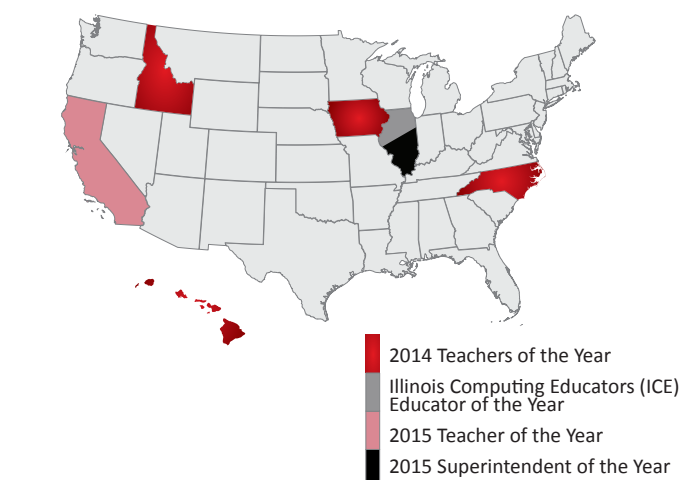 2014 Teachers of the Year
Illinois Computing Educators (ICE)
Educator of the Year
2015 Teacher of the Year
2015 Superintendent of the Year